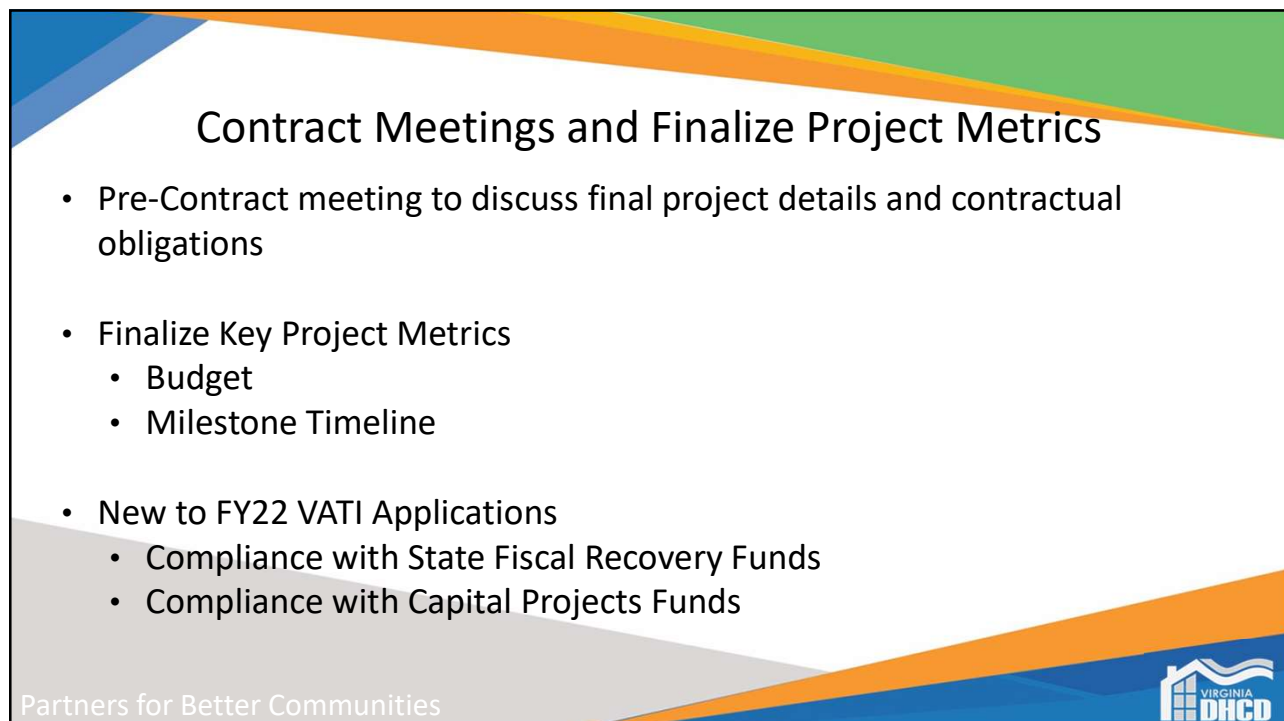 Contract Meetings and Finalize Project Metrics
• Pre-Contract meeting to discuss final project details and contractual
obligations
• Finalize Key Project Metrics
• Budget
• Milestone Timeline
• New to FY22 VATI Applications
• Compliance with State Fiscal Recovery Funds
• Compliance with Capital Projects Funds
Partners for Better Communities
VIRGINIA
DHCD